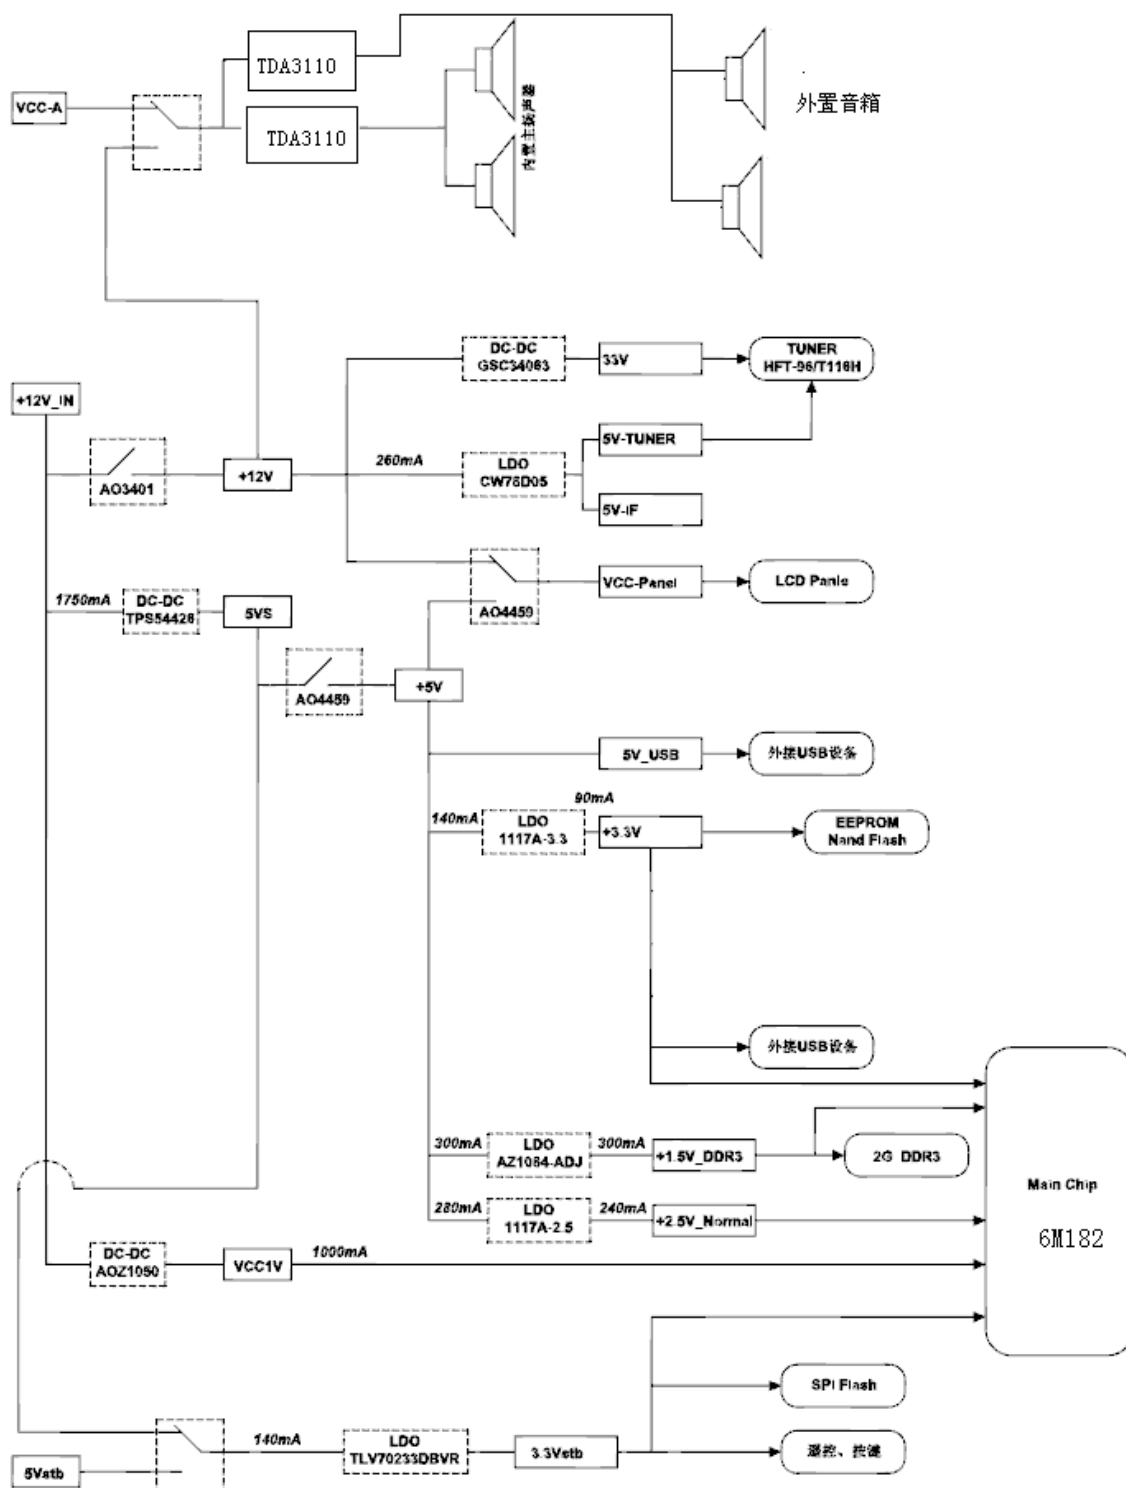 TDA3110
外置音箱
VCC-A
TDA3110
内置主扬声器
DC-DC
GSC34063
33V
TUNER
HFT-96/T118H
+12V_IN
5V-TUNER
260mA
LDO
CW78D05
+12V
AO3401
5V-IF
1750mA
DC-DC
TPS54426
5VS
VCC-Panel
LCD Panle
AO4459
AO4459
+5V
5V_USB
外接USB设备
90mA
140mA
LDO
1117A-3.3
+3.3V
EEPROM
Nand Flash
外接USB设备
300mA
LDO
AZ1084-ADJ
300mA
+1.5V_DDR3
2G DDR3
Main Chip
6M182
280mA
LDO
1117A-2.5
240mA
+2.5V_Normal
DC-DC
AOZ1050
VCC1V
1000mA
SPI Flash
140mA
LDO
TLV70233DBVR
3.3Vstb
遥控、按键
5Vstb